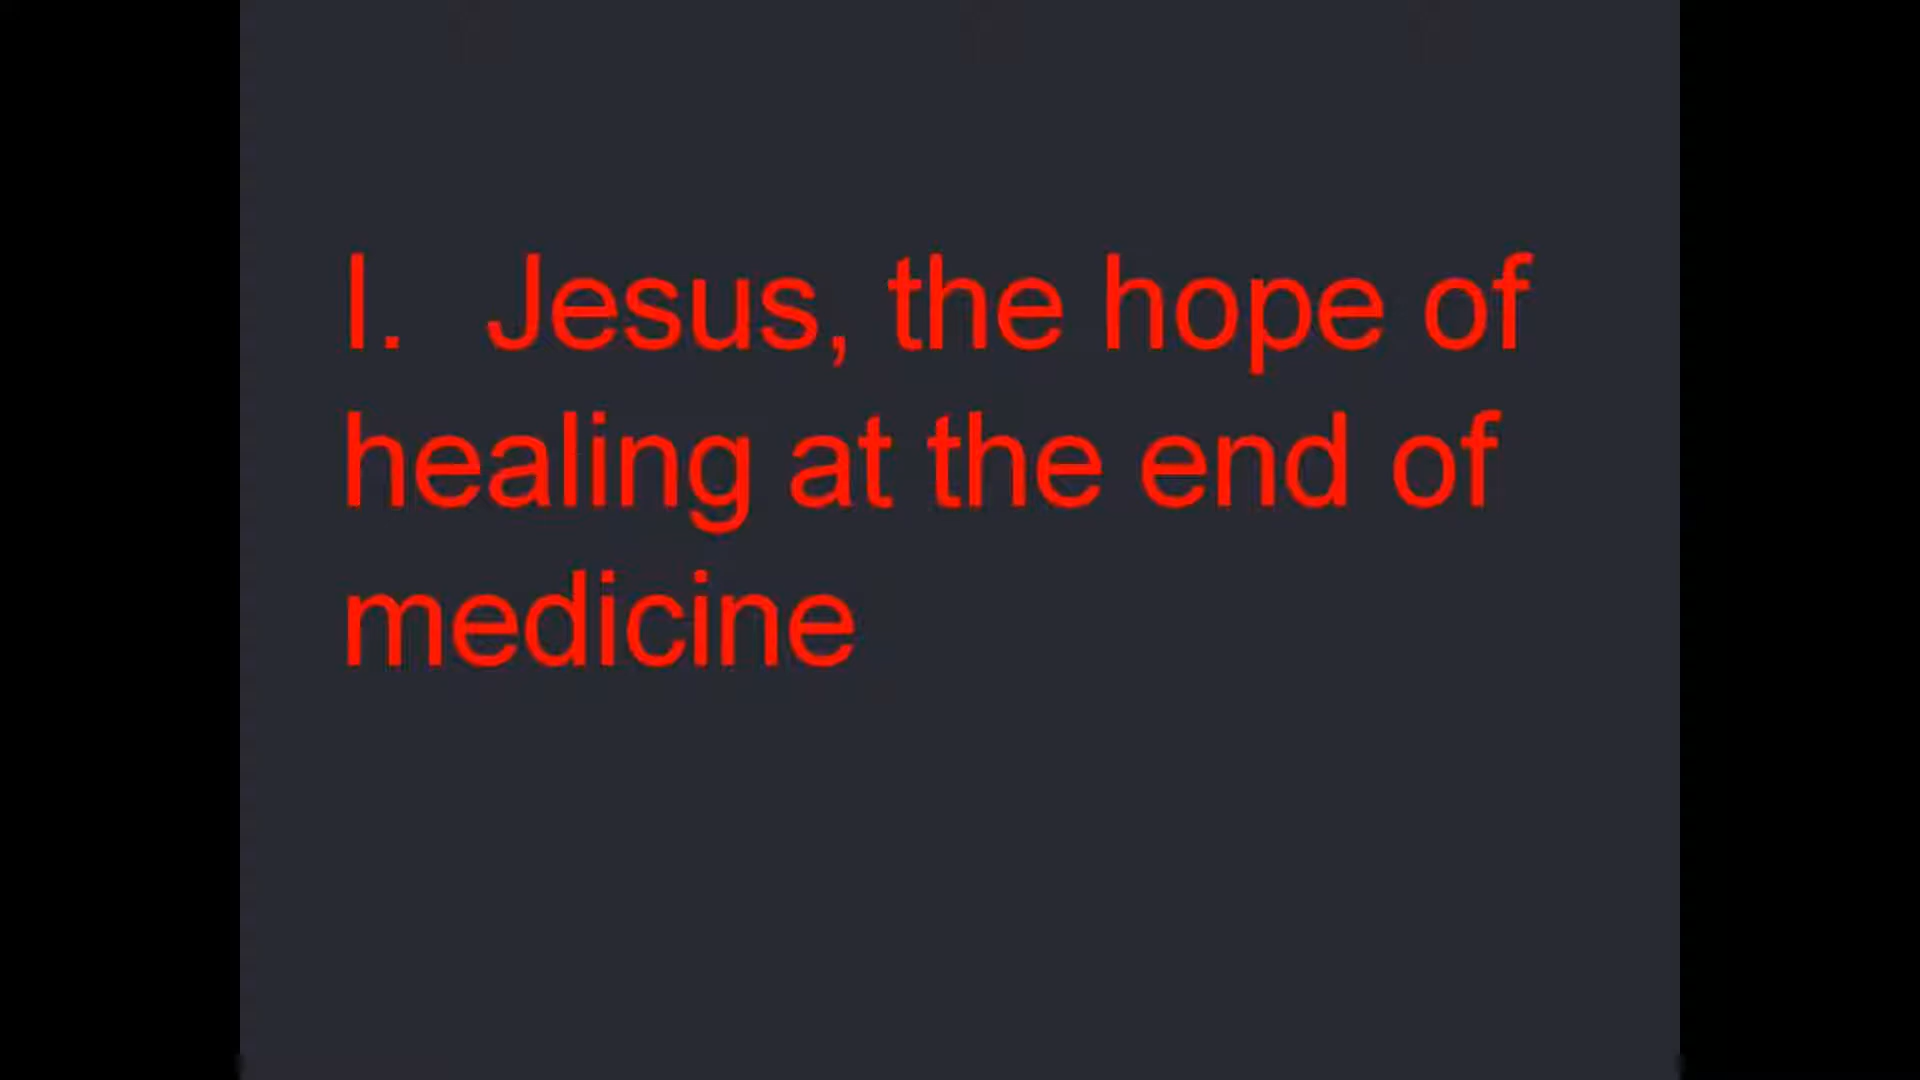 I. Jesus, the hope of
healing at the end of
medicine